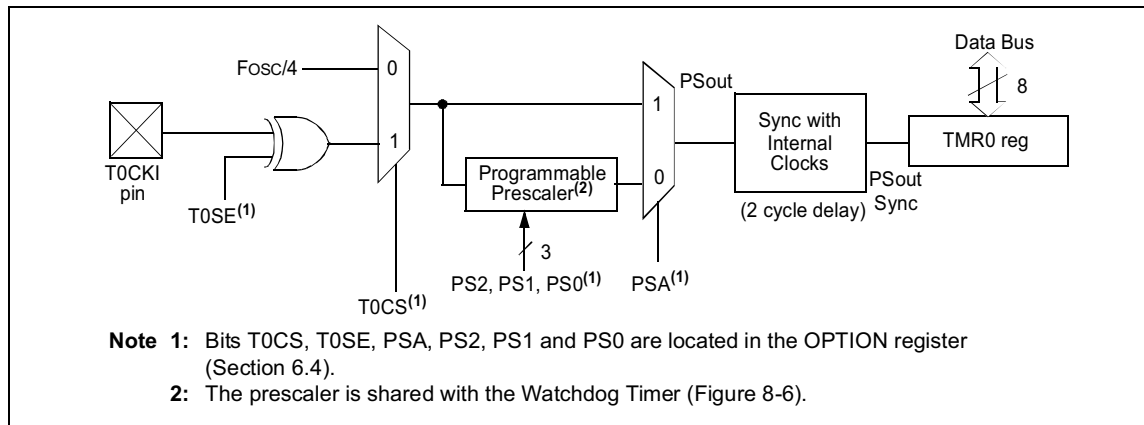 Data Bus
8
FOSC/4
0
PSout
1
1
T0CKI
pin
T0SE(1)
Programmable
Prescaler(2)
0
Sync with
Internal
Clocks
TMR0 reg
PSout
Sync
(2 cycle delay)
3
PS2, PS1, PS0(1)
PSA(1)
T0CS(1)
Note 1: Bits T0CS, T0SE, PSA, PS2, PS1 and PS0 are located in the OPTION register
(Section 6.4).
2: The prescaler is shared with the Watchdog Timer (Figure 8-6).